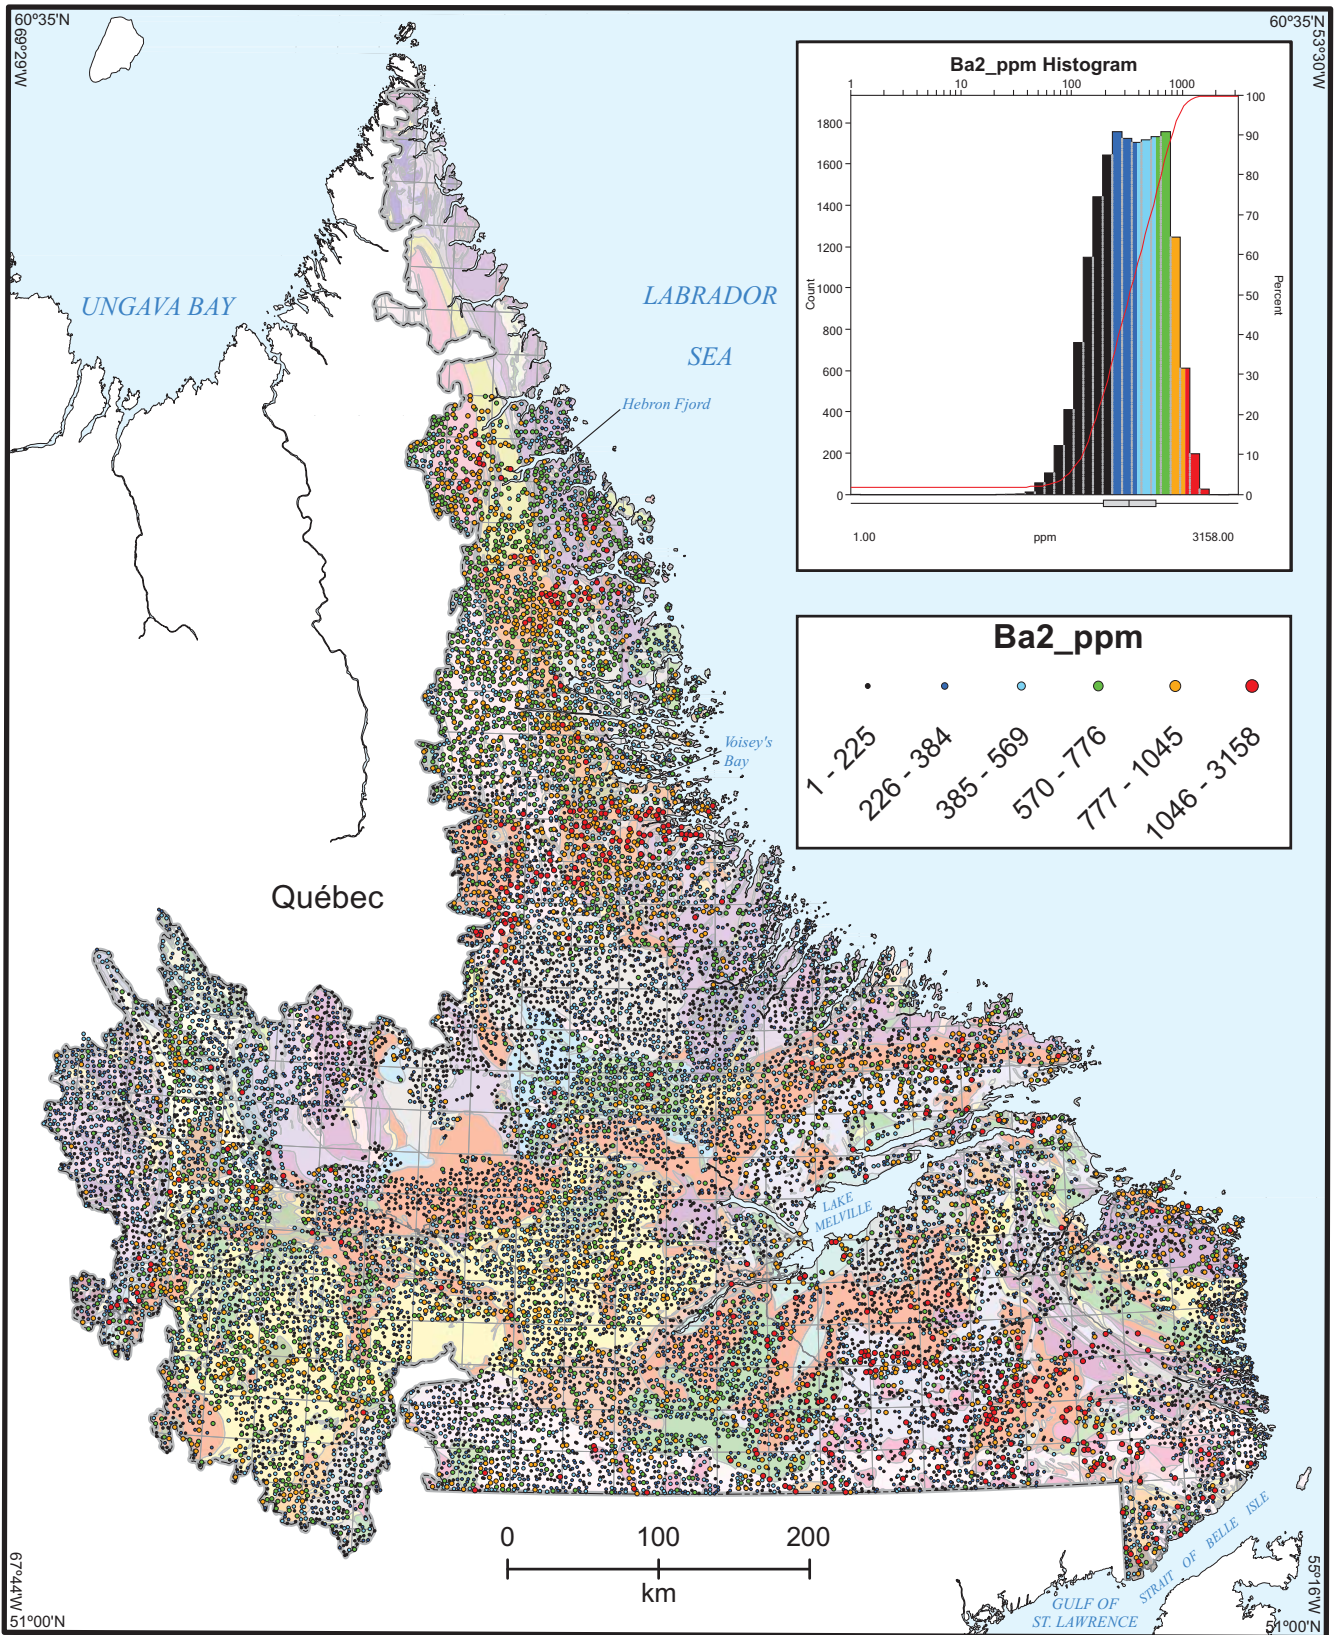 60°35'N
69°29'W
60°35'N
53°30'W
Ba2_ppm Histogram
1
10
100
1000
1800
1600
1400
1200
1000
800
600
400
200
0
Count
100
90
80
70
60
50
40
30
20
10
0
Percent
1.00
ppm
3158.00
UNGAVA BAY
LABRADOR
SEA
Hebron Fjord
Ba2_ppm
1 - 225
226 - 384
385 - 569
570 - 776
777 - 1045
1046 - 3158
Voisey's
Bay
Québec
LAKE
MELVILLE
0
100
200
km
STRAIT OF BELLE ISLE
GULF OF
ST. LAWRENCE
67°44'W
51°00'N
55°16'W
51°00'N